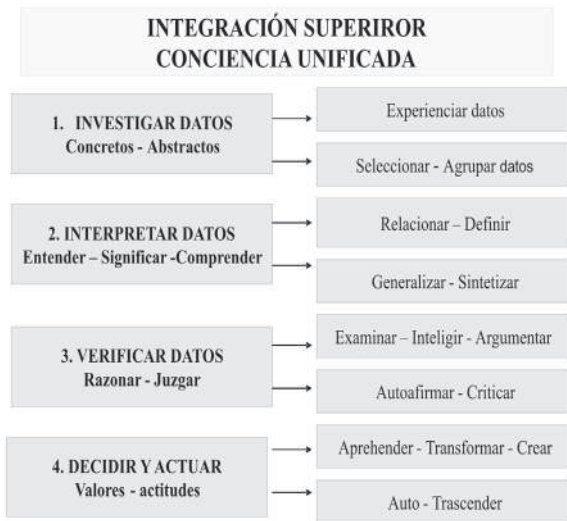 INTEGRACIÓN SUPERIROR
CONCIENCIA UNIFICADA
1. INVESTIGAR DATOS
Concretos - Abstractos
Experienciar datos
Seleccionar - Agrupar datos
2. INTERPRETAR DATOS
Entender – Significar -Comprender
Relacionar – Definir
Generalizar - Sintetizar
3. VERIFICAR DATOS
Razonar - Juzgar
Examinar – Inteligir - Argumentar
Autoafirmar - Criticar
4. DECIDIR Y ACTUAR
Valores - actitudes
Aprehender - Transformar - Crear
Auto - Trascender